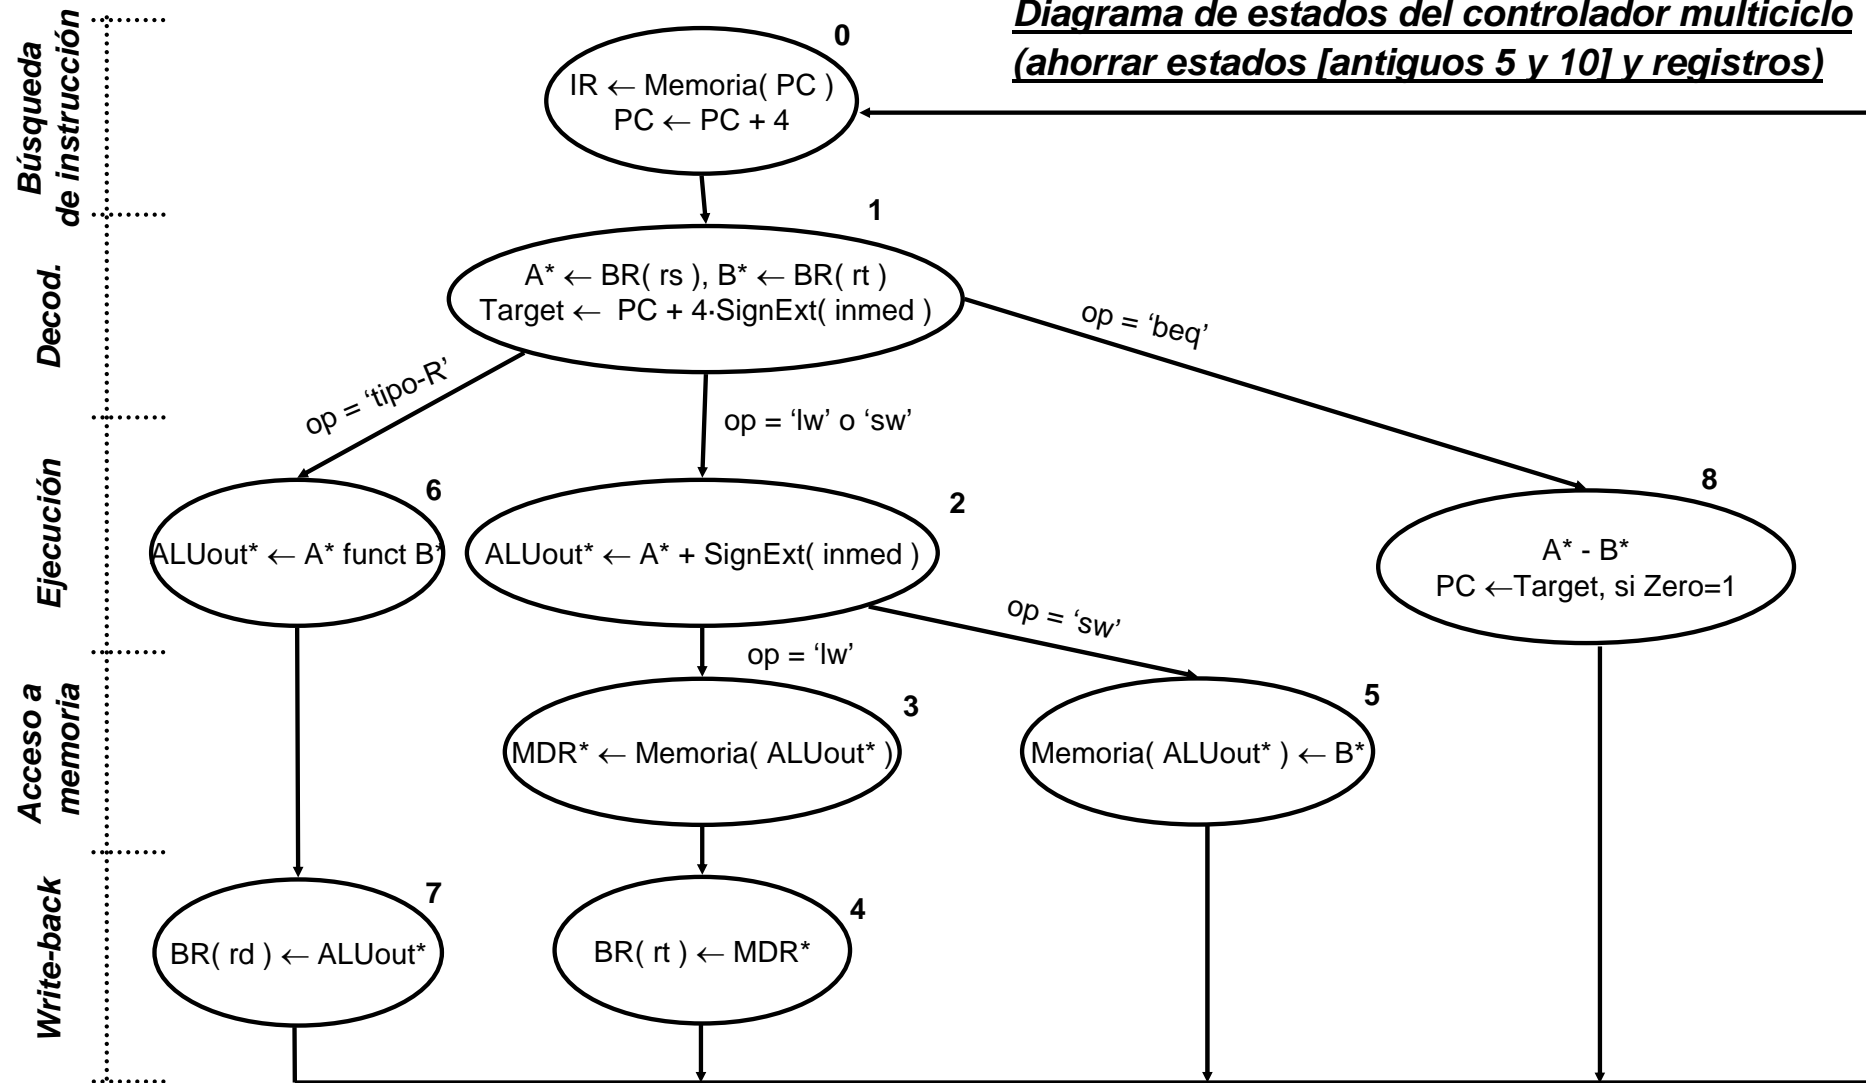 Diagrama de estados del controlador multiciclo
(ahorrar estados [antiguos 5 y 10] y registros)
Búsqueda
de instrucción
0
IR ← Memoria( PC )
PC ← PC + 4
Decod.
1
A* ← BR( rs ), B* ← BR( rt )
Target ← PC + 4·SignExt( inmed )
op = ‘tipo-R’
op = ‘lw’ o ‘sw’
op = ‘beq’
Ejecución
6
ALUout* ← A* funct B*
2
ALUout* ← A* + SignExt( inmed )
8
A* - B*
PC ←Target, si Zero=1
op = ‘lw’
op = ‘sw’
Acceso a
memoria
3
MDR* ← Memoria( ALUout* )
5
Memoria( ALUout* ) ← B*
Write-back
7
BR( rd ) ← ALUout*
4
BR( rt ) ← MDR*